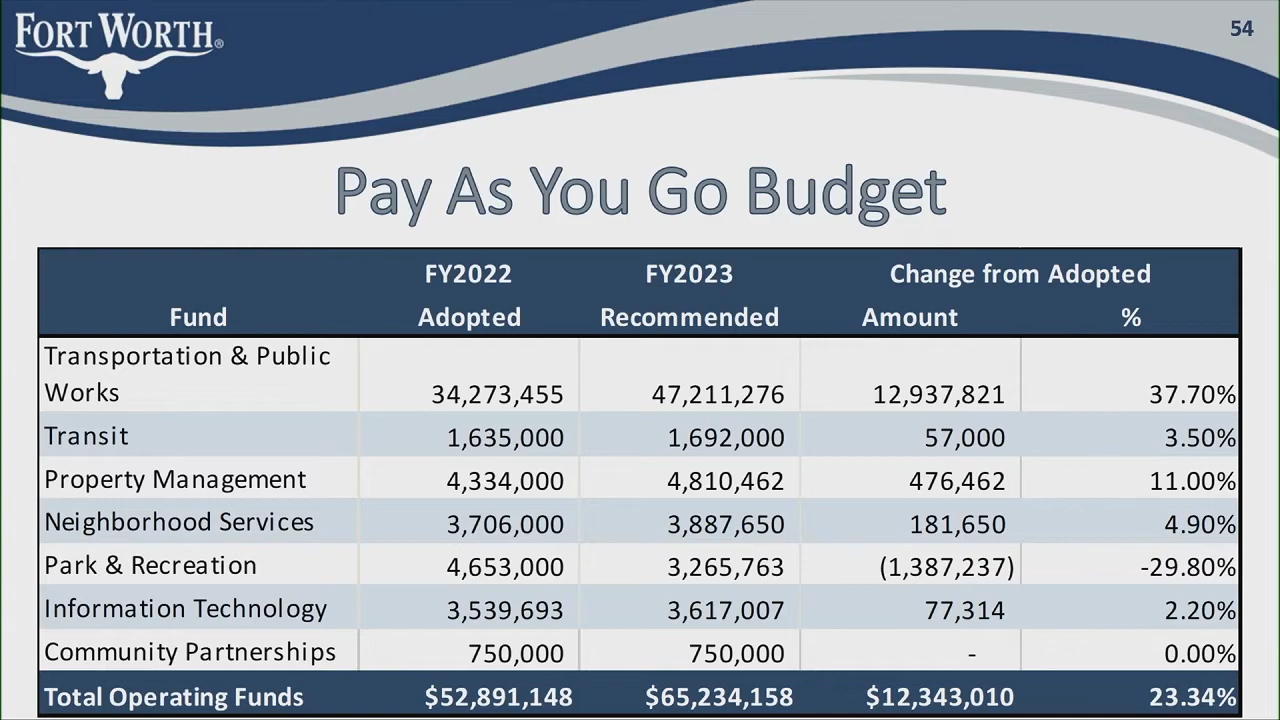 FORT WORTH®
54
Pay As You Go Budget
FY2022 FY2023 Change from Adopted
Fund Adopted Recommended Amount %
Transportation & Public
Works 34,273,455 47,211,276 12,937,821 37.70%
Transit 1,635,000 1,692,000 57,000 3.50%
Property Management 4,334,000 4,810,462 476,462 11.00%
Neighborhood Services 3,706,000 3,887,650 181,650 4.90%
Park & Recreation 4,653,000 3,265,763 (1,387,237) -29.80%
Information Technology 3,539,693 3,617,007 77,314 2.20%
Community Partnerships 750,000 750,000 - 0.00%
Total Operating Funds $52,891,148 $65,234,158 $12,343,010 23.34%